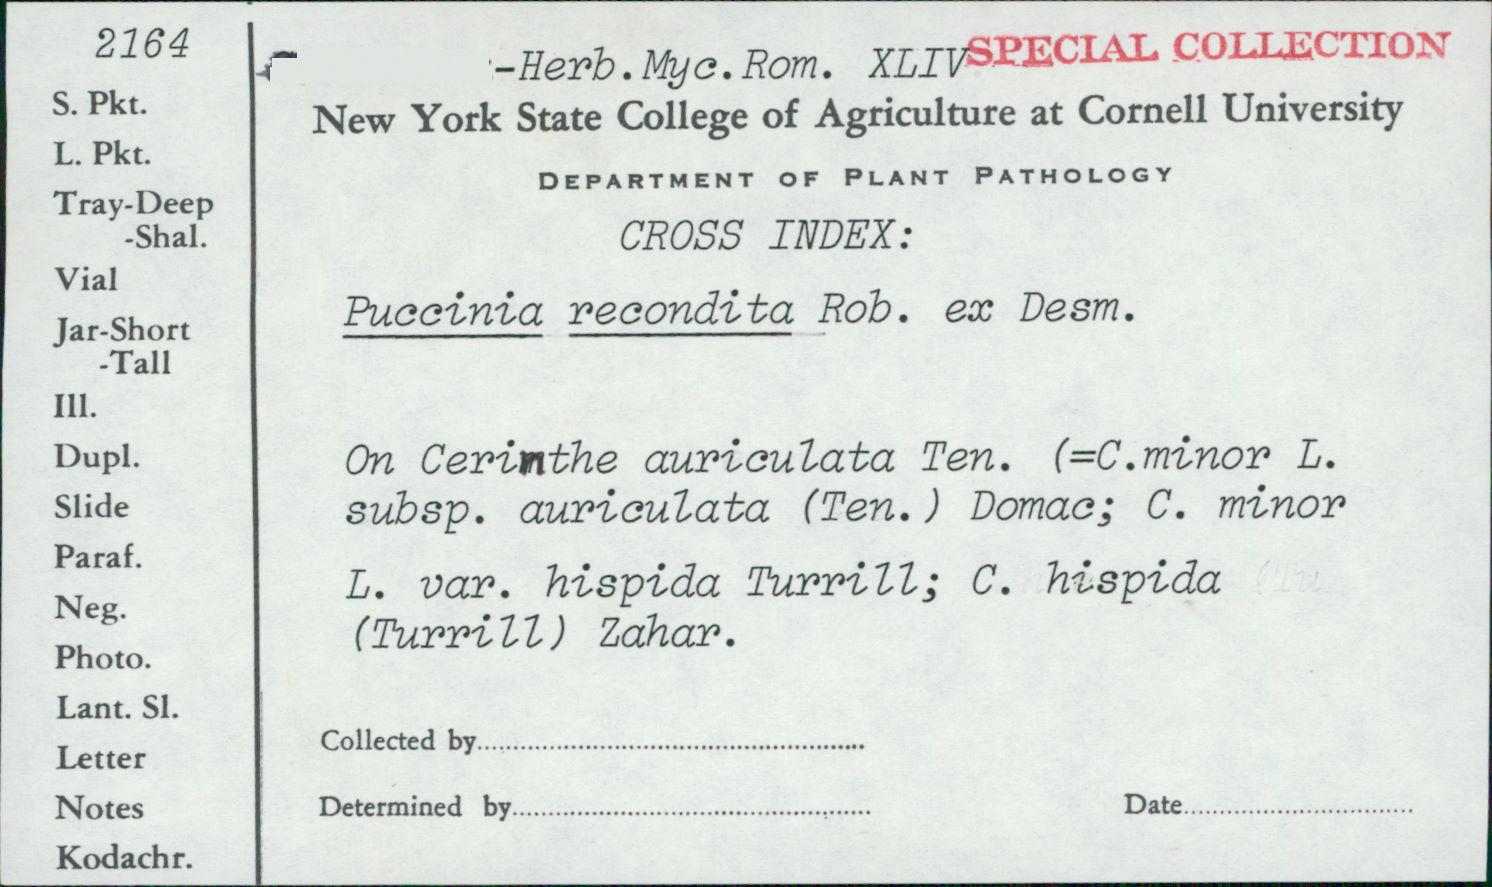 2164
S. Pkt.
L. Pkt.
Tray-Deep
-Shal.
Vial
Jar-Short
-Tall
Ill.
Dupl.
Slide
Paraf.
Neg.
Photo.
Lant. Sl.
Letter
Notes
Kodachr.
-Herb.Myc.Rom. XLIV SPECIAL COLLECTION
New York State College of Agriculture at Cornell University
DEPARTMENT OF PLANT PATHOLOGY
CROSS INDEX:
Puccinia recondita Rob. ex Desm.
On Cerinthe auriculata Ten. (=C.minor L.
subsp. auriculata (Ten.) Domac; C. minor
L. var. hispida Turrill; C. hispida
(Turrill) Zahar.
Collected by
Determined by
Date